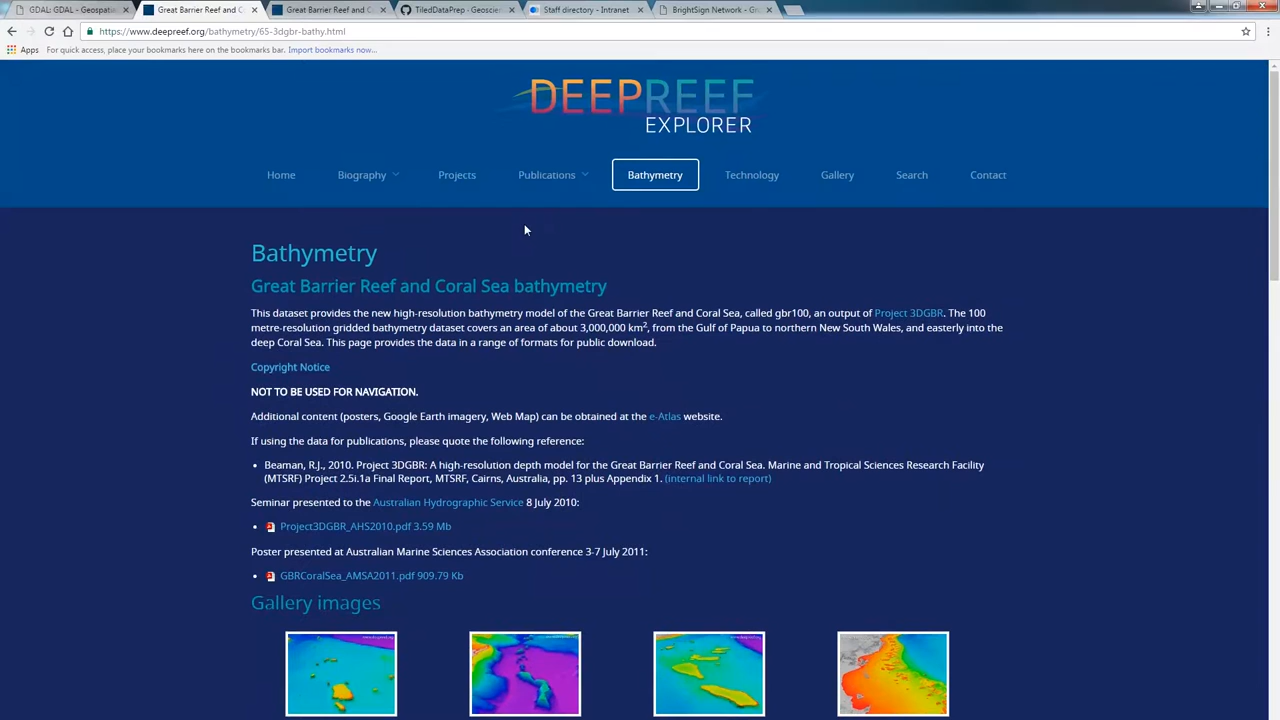 GDAL: GDAL - Geospati
Great Barrier Reef and C
Great Barrier Reef and C
TiledDataPrep - Geoscien
Staff directory - Intranet
BrightSign Network - G
https://www.deepreef.org/bathymetry/65-3dgbr-bathy.html
Apps For quick access, place your bookmarks here on the bookmarks bar. Import bookmarks now...
DEEPREEF
EXPLORER
Home Biography Projects Publications Bathymetry Technology Gallery Search Contact
Bathymetry
Great Barrier Reef and Coral Sea bathymetry
This dataset provides the new high-resolution bathymetry model of the Great Barrier Reef and Coral Sea, called gbr100, an output of Project 3DGBR. The 100
metre-resolution gridded bathymetry dataset covers an area of about 3,000,000 km², from the Gulf of Papua to northern New South Wales, and easterly into the
deep Coral Sea. This page provides the data in a range of formats for public download.
Copyright Notice
NOT TO BE USED FOR NAVIGATION.
Additional content (posters, Google Earth imagery, Web Map) can be obtained at the e-Atlas website.
If using the data for publications, please quote the following reference:
• Beaman, R.J., 2010. Project 3DGBR: A high-resolution depth model for the Great Barrier Reef and Coral Sea. Marine and Tropical Sciences Research Facility
(MTSRF) Project 2.5i.1a Final Report, MTSRF, Cairns, Australia, pp. 13 plus Appendix 1. (internal link to report)
Seminar presented to the Australian Hydrographic Service 8 July 2010:
• Project3DGBR_AHS2010.pdf 3.59 Mb
Poster presented at Australian Marine Sciences Association conference 3-7 July 2011:
• GBRCoralSea_AMSA2011.pdf 909.79 Kb
Gallery images